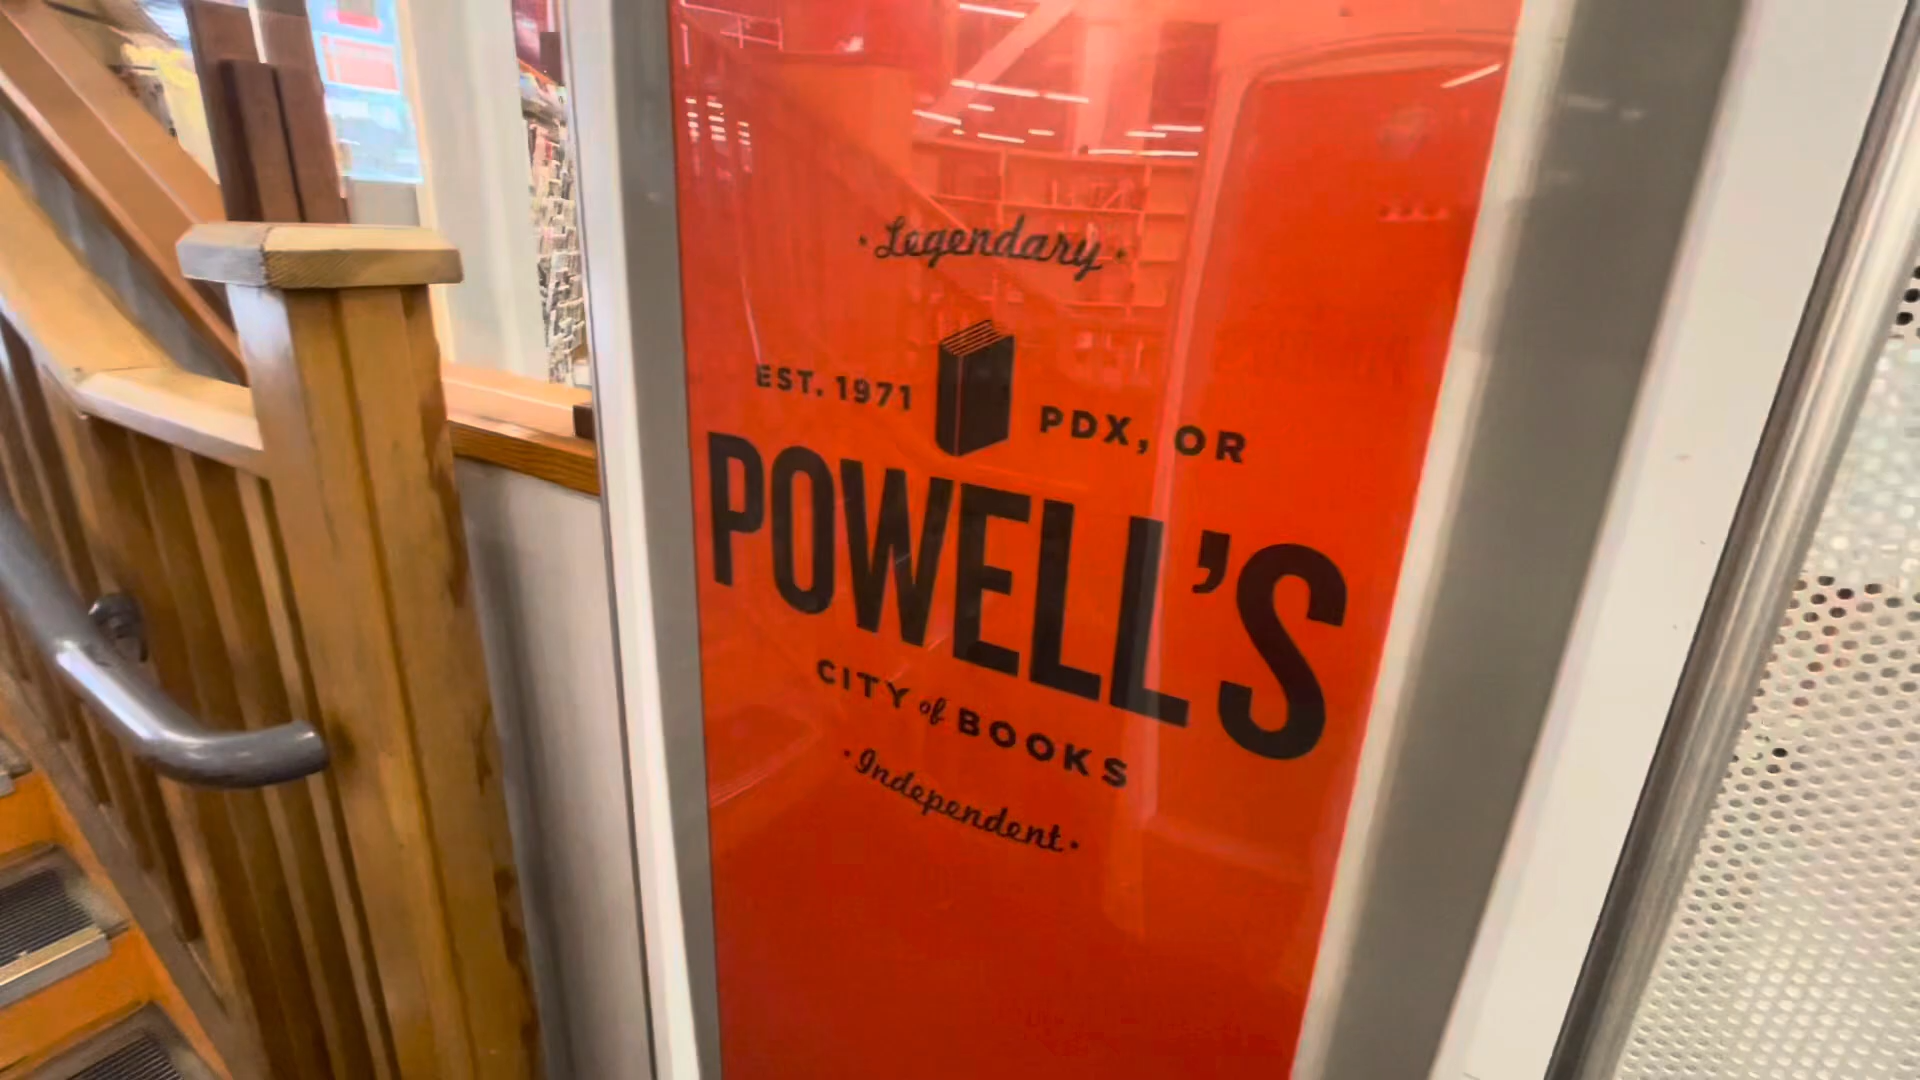 · Legendary ·
EST. 1971 PDX, OR
POWELL'S
CITY of BOOKS
· Independent ·